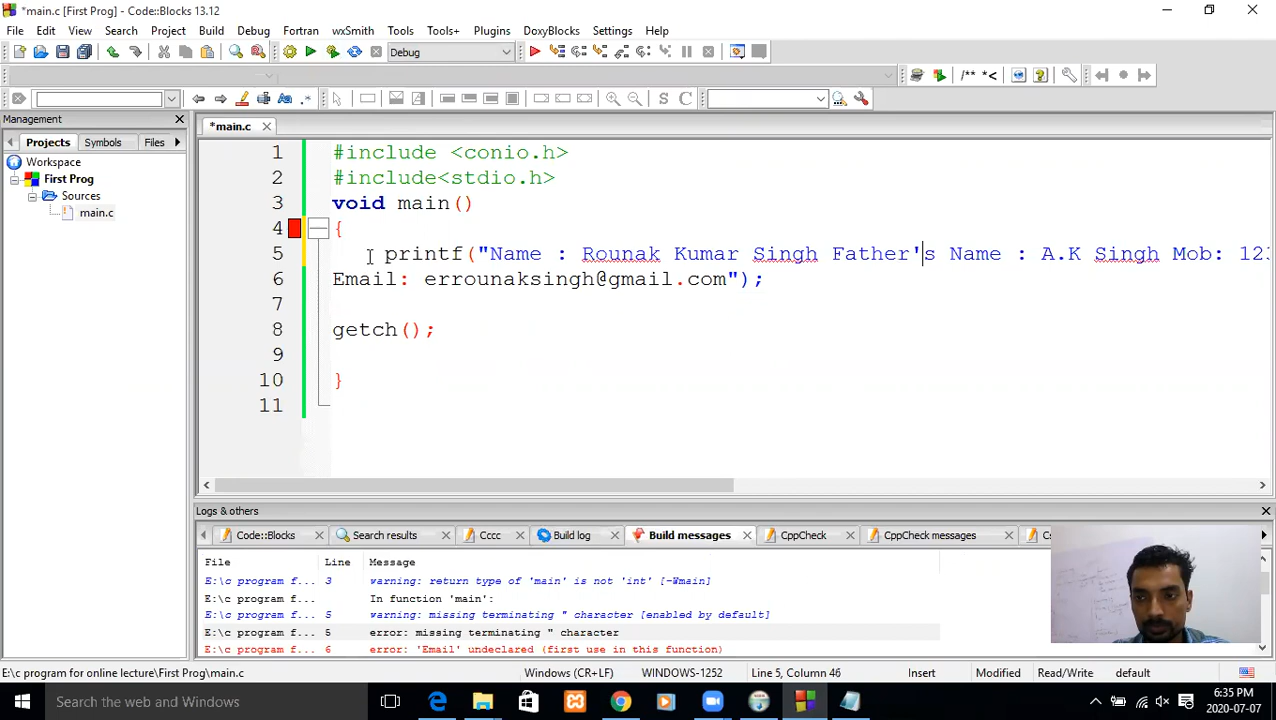 *main.c [First Prog] - Code::Blocks 13.12
File Edit View Search Project Build Debug Fortran wxSmith Tools Tools+ Plugins DoxyBlocks Settings Help
Debug
/** *<
S C
Management
Projects Symbols Files
*main.c
Workspace
First Prog
Sources
main.c
1 #include <conio.h>
2 #include<stdio.h>
3 void main()
4 {
5 printf("Name : Rounak Kumar Singh Father's Name : A.K Singh Mob: 12
6 Email: errounaksingh@gmail.com");
7
8 getch();
9
10 }
11
Logs & others
Code::Blocks Search results Cccc Build log Build messages CppCheck CppCheck messages
File Line Message
E:\c program f... 3 warning: return type of 'main' is not 'int' [-Wmain]
E:\c program f... In function 'main':
E:\c program f... 5 warning: missing terminating " character [enabled by default]
E:\c program f... 5 error: missing terminating " character
E:\c program f... 6 error: 'Email' undeclared (first use in this function)
E:\c program for online lecture\First Prog\main.c Windows (CR+LF) WINDOWS-1252 Line 5, Column 46 Insert Modified Read/Write default
Search the web and Windows
6:35 PM
2020-07-07